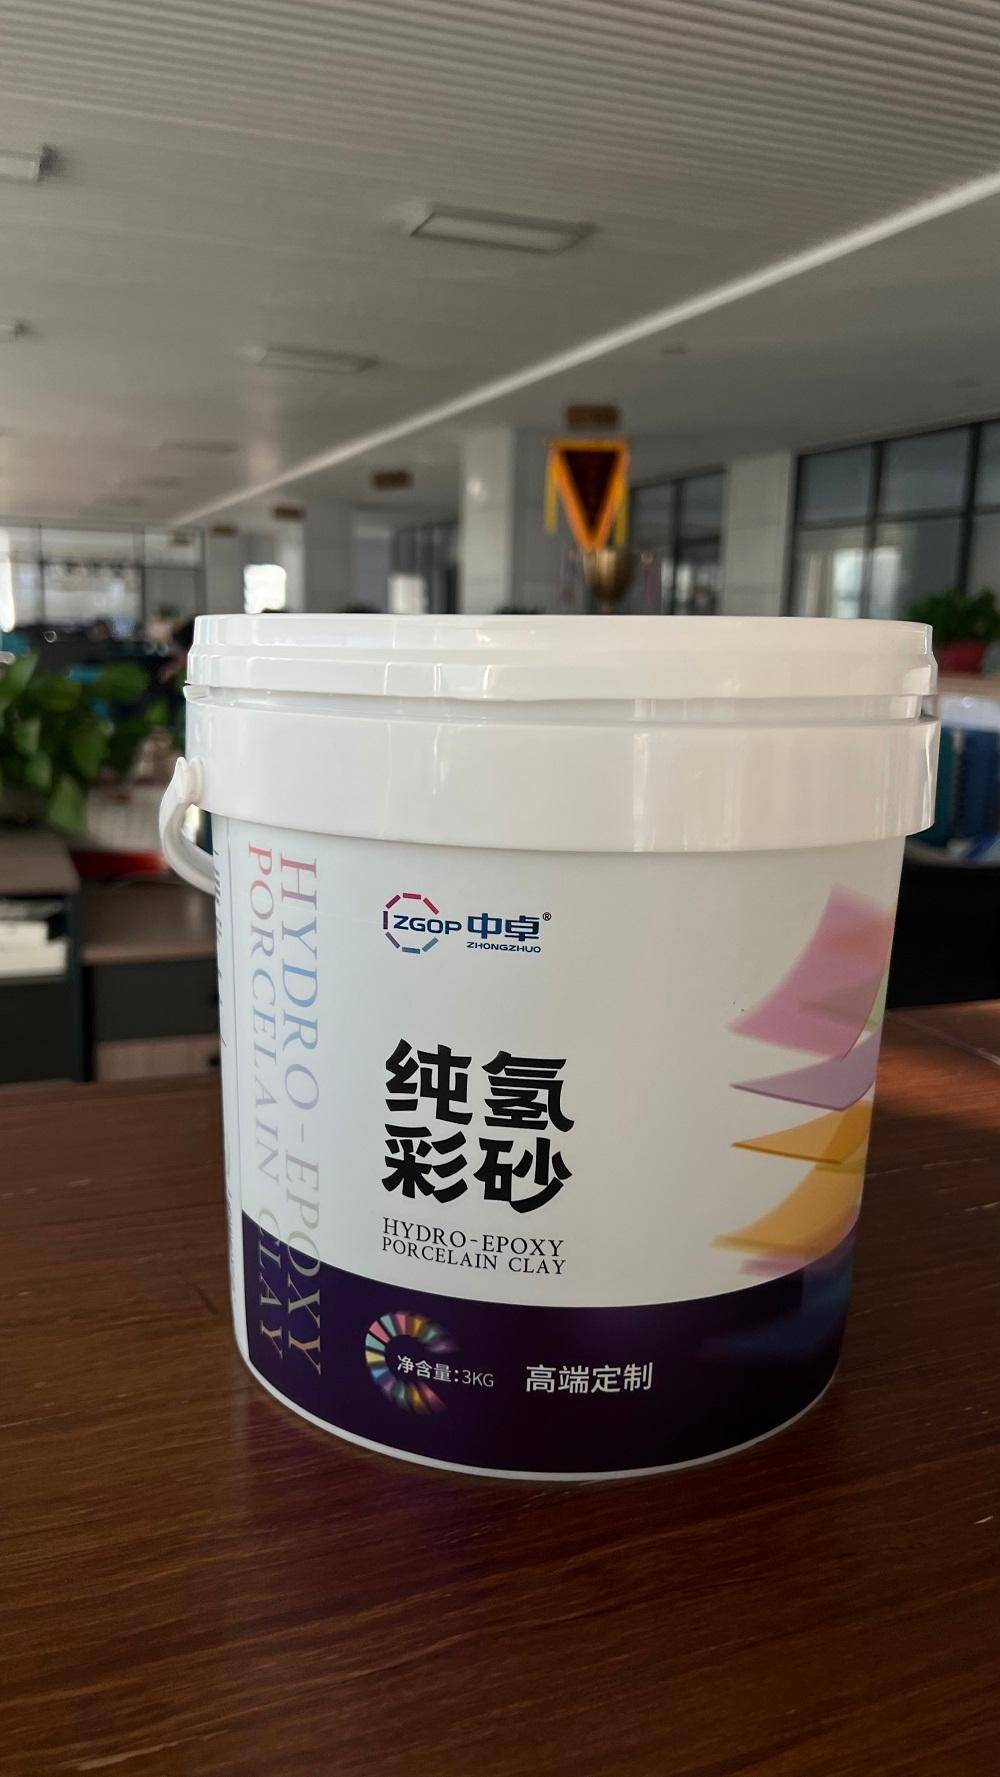 HYDRO-EPOXY
PORCELAIN CLAY
ZGOP 中卓®
ZHONGZHUO
纯氢
彩砂
HYDRO-EPOXY
PORCELAIN CLAY
净含量:3KG
高端定制